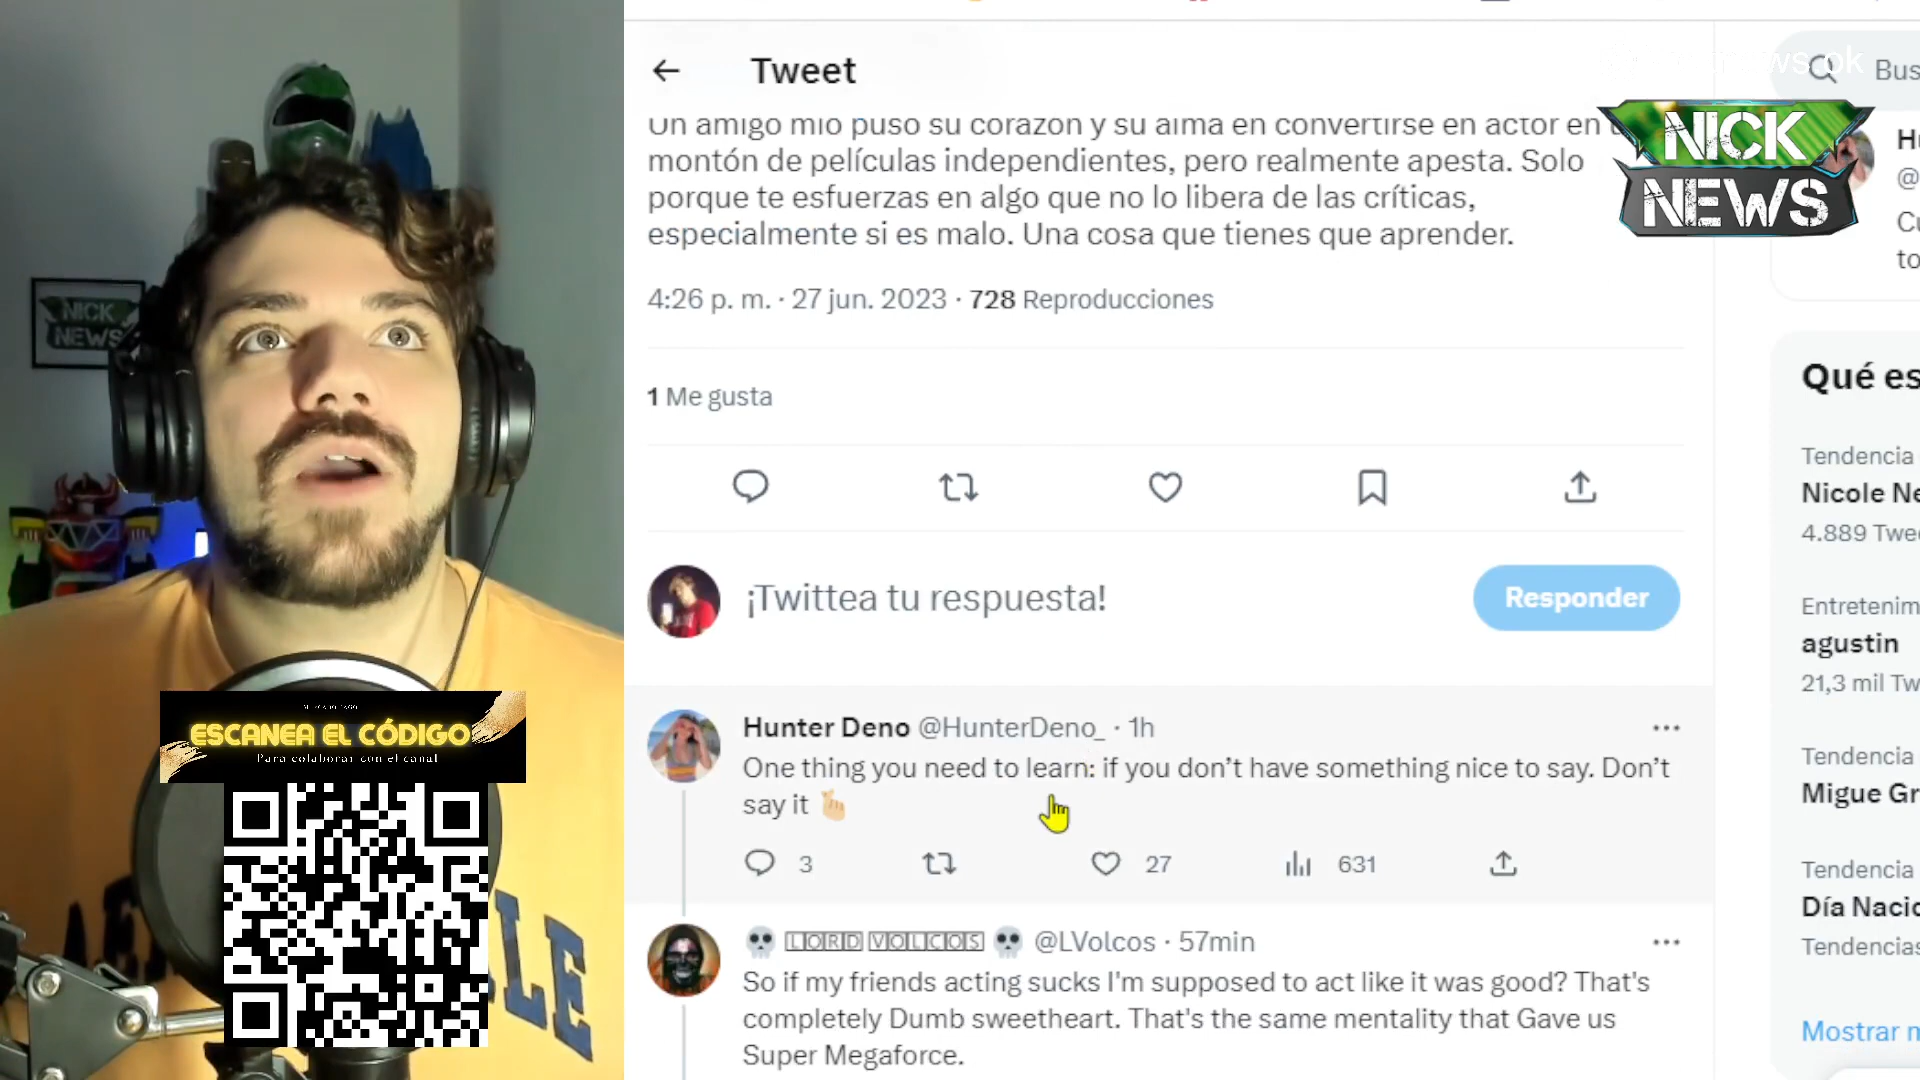 Tweet
Un amigo mío puso su corazón y su alma en convertirse en actor en
montón de películas independientes, pero realmente apesta. Solo
porque te esfuerzas en algo que no lo libera de las críticas,
especialmente si es malo. Una cosa que tienes que aprender.
4:26 p. m. · 27 jun. 2023 · 728 Reproducciones
1 Me gusta
¡Twittea tu respuesta!
Responder
Hunter Deno @HunterDeno_ · 1h
One thing you need to learn: if you don’t have something nice to say. Don’t
say it 🫰🏼
3
27
631
💀 🄻🄾🅁🄳 🅅🄾🄻🄲🄾🅂 💀 @LVolcos · 57min
So if my friends acting sucks I'm supposed to act like it was good? That's
completely Dumb sweetheart. That's the same mentality that Gave us
Super Megaforce.
NICK
NEWS
Bus
Hu
@
Cu
to
Qué es
Tendencia
Nicole Ne
4.889 Twee
Entretenim
agustin
21,3 mil Tw
Tendencia
Migue Gr
Tendencia
Día Nacio
Tendencias
Mostrar m
NICK
NEWS
ESCANEA EL CÓDIGO
Para colaborar con el canal
LE